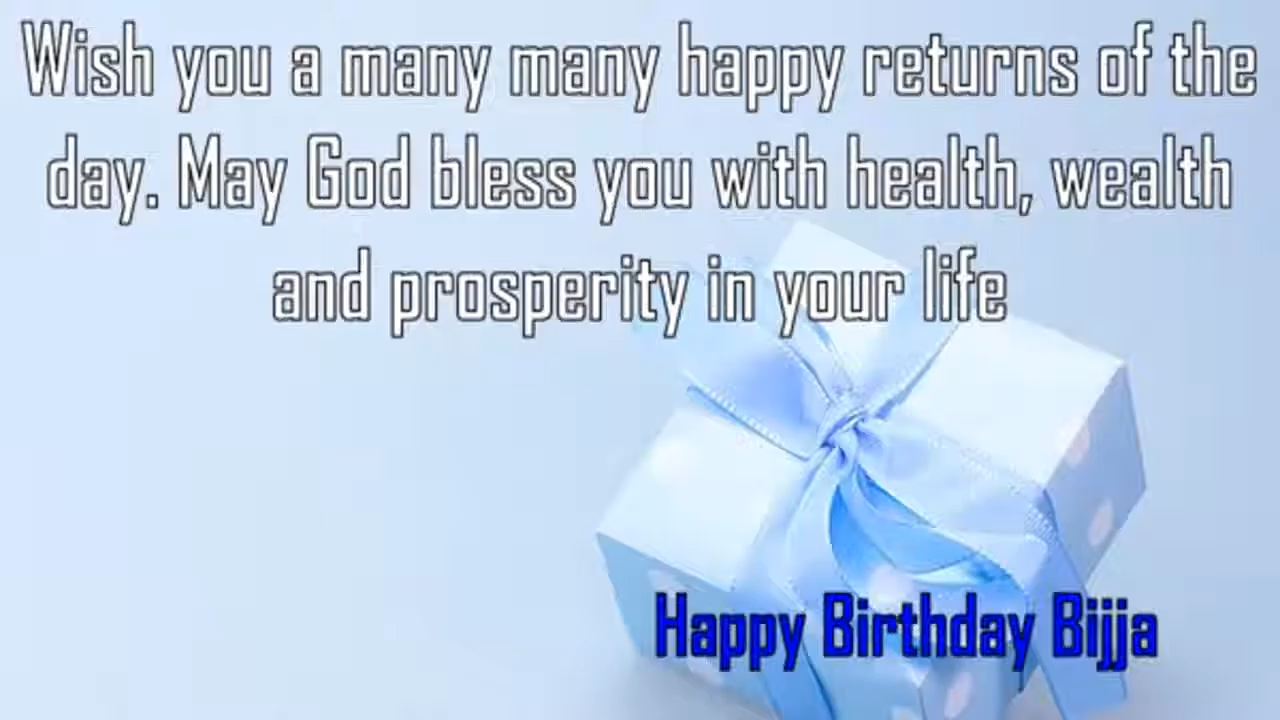 Wish you a many many happy returns of the
day. May God bless you with health, wealth
and prosperity in your life
Happy Birthday Bijja